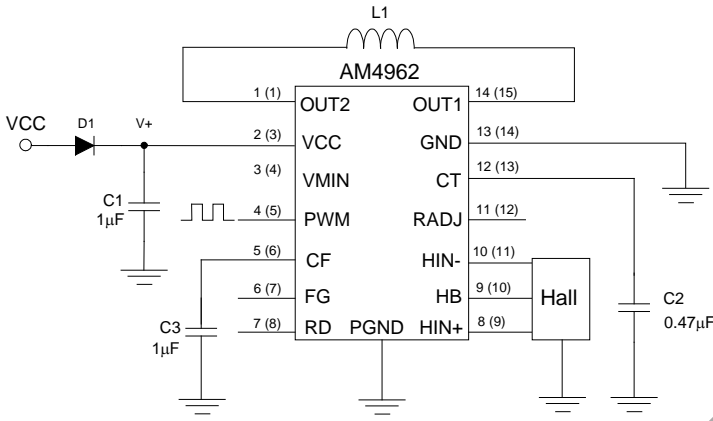 L1
AM4962
1 (1) OUT2 OUT1 14 (15)
VCC D1 V+ 2 (3) VCC GND 13 (14)
3 (4) VMIN CT 12 (13)
C1
1μF
4 (5) PWM RADJ 11 (12)
5 (6) CF HIN- 10 (11)
6 (7) FG HB 9 (10) Hall
C2
0.47μF
C3
1μF
7 (8) RD PGND HIN+ 8 (9)